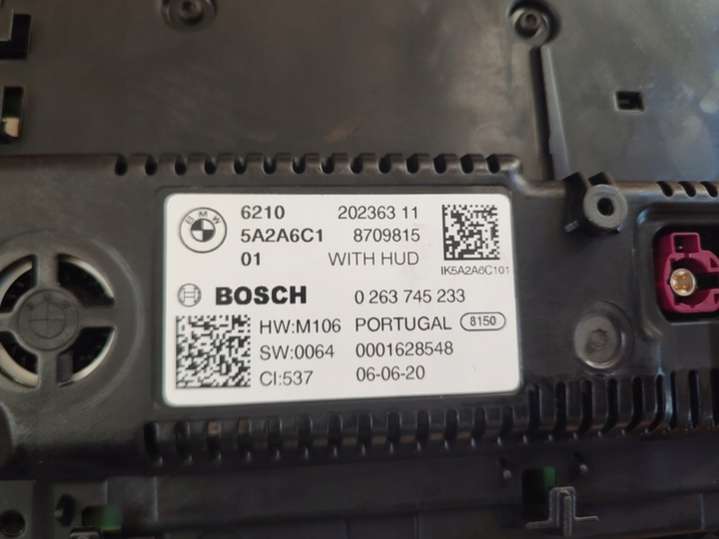 BMW
6210 202363 11
5A2A6C1 8709815
01 WITH HUD
IK5A2A6C101
BOSCH 0 263 745 233
HW:M106 PORTUGAL 8150
SW:0064 0001628548
CI:537 06-06-20